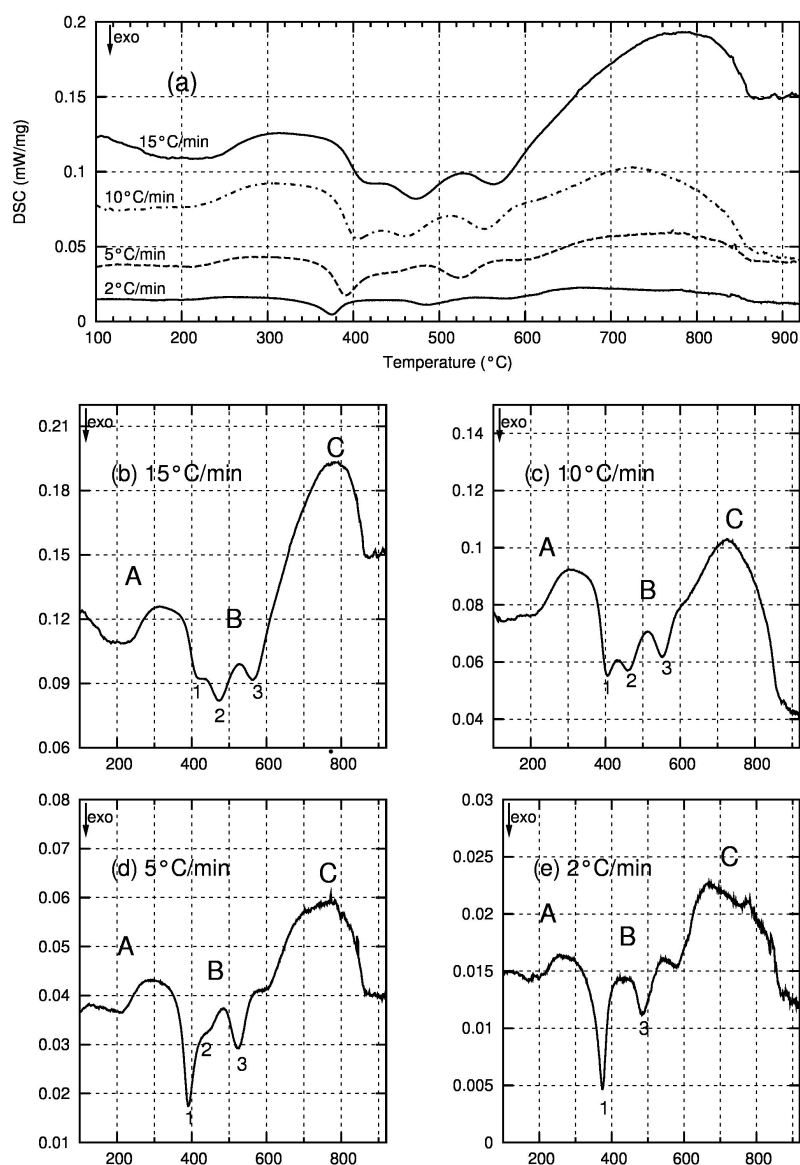 0.2
exo
(a)
0.15
15°C/min
DSC (mW/mg)
0.1
10°C/min
0.05
5°C/min
2°C/min
0
100 200 300 400 500 600 700 800 900
Temperature (°C)
0.21
exo
C
(b) 15°C/min
0.18
0.15
A
0.12
B
0.09
1
2
3
0.06
200 400 600 800
exo
0.14
(c) 10°C/min
0.12
C
0.1
A
B
0.08
0.06
1
2
3
0.04
200 400 600 800
0.08
exo
0.07
(d) 5°C/min
C
0.06
A
0.05
B
0.04
0.03
2
3
0.02
1
0.01
200 400 600 800
0.03
exo
0.025
C
(e) 2°C/min
A
0.02
B
0.015
0.01
3
0.005
1
0
200 400 600 800